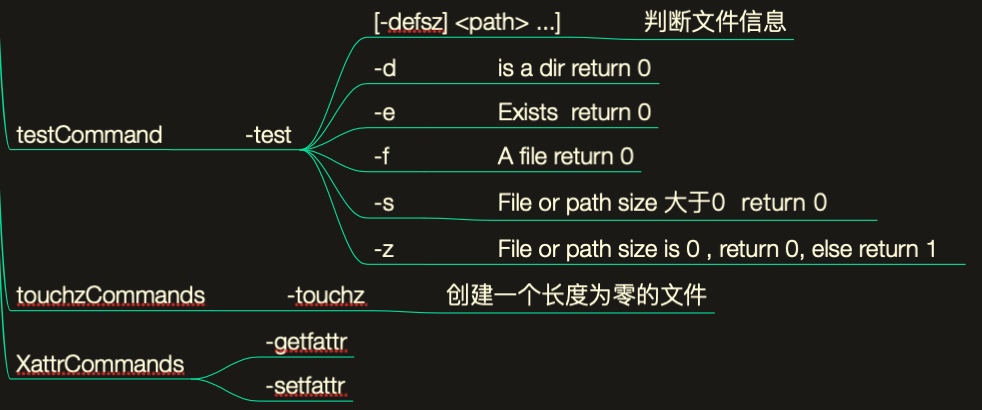 [-defsz] <path> ...] 判断文件信息
-d is a dir return 0
-e Exists return 0
testCommand -test
-f A file return 0
-s File or path size 大于0 return 0
-z File or path size is 0 , return 0, else return 1
touchzCommands -touchz 创建一个长度为零的文件
-getfattr
XattrCommands
-setfattr